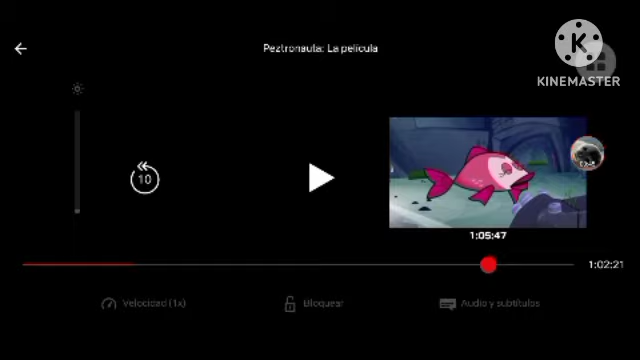 Peztronauta: La película
KINEMASTER
10
1:05:47
1:02:21
Velocidad (1x)
Bloquear
Audio y subtítulos